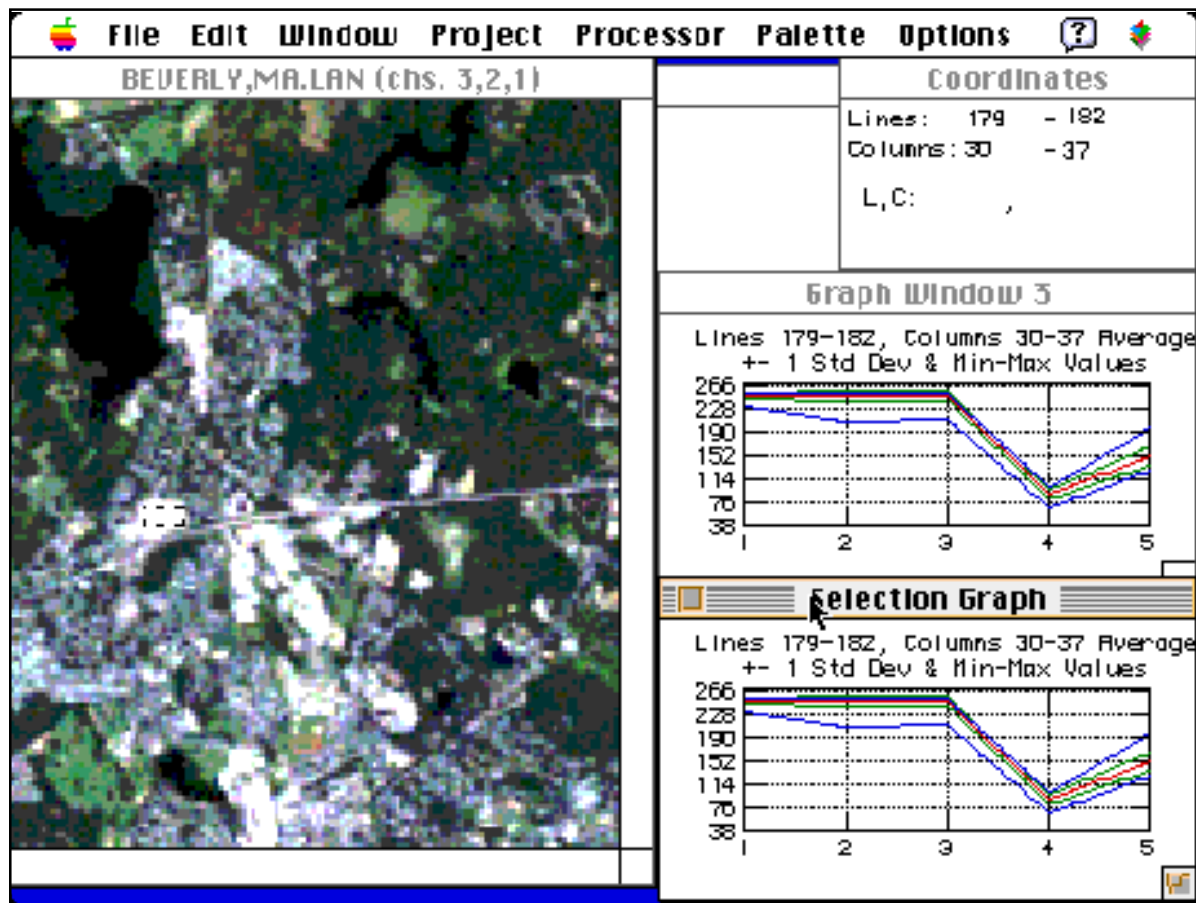 File Edit Window Project Processor Palette Options
BEVERLY,MA.LAN (chs. 3,2,1)
Coordinates
Lines: 179 - 182
Columns: 30 - 37
L,C: ,
Graph Window 3
Lines 179-182, Columns 30-37 Average
+- 1 Std Dev & Min-Max Values
266
228
190
152
114
76
38
1 2 3 4 5
Selection Graph
Lines 179-182, Columns 30-37 Average
+- 1 Std Dev & Min-Max Values
266
228
190
152
114
76
38
1 2 3 4 5